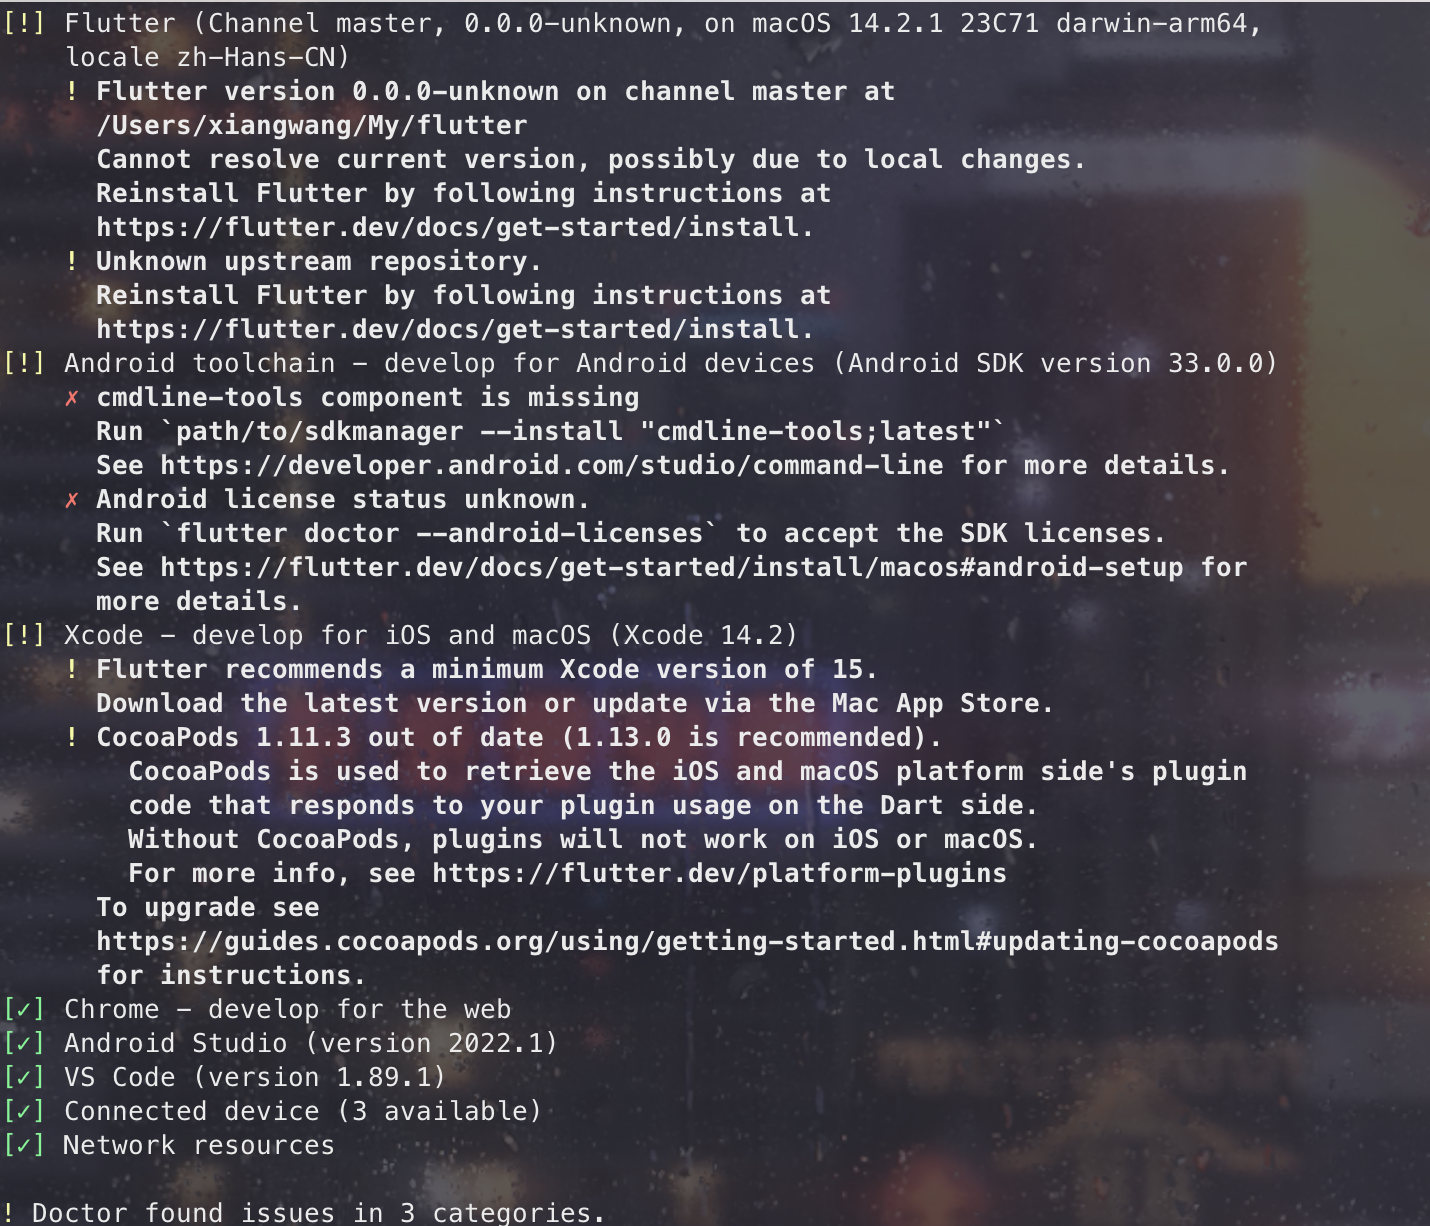 [!] Flutter (Channel master, 0.0.0-unknown, on macOS 14.2.1 23C71 darwin-arm64,
locale zh-Hans-CN)
! Flutter version 0.0.0-unknown on channel master at
/Users/xiangwang/My/flutter
Cannot resolve current version, possibly due to local changes.
Reinstall Flutter by following instructions at
https://flutter.dev/docs/get-started/install.
! Unknown upstream repository.
Reinstall Flutter by following instructions at
https://flutter.dev/docs/get-started/install.
[!] Android toolchain - develop for Android devices (Android SDK version 33.0.0)
✗ cmdline-tools component is missing
Run `path/to/sdkmanager --install "cmdline-tools;latest"`
See https://developer.android.com/studio/command-line for more details.
✗ Android license status unknown.
Run `flutter doctor --android-licenses` to accept the SDK licenses.
See https://flutter.dev/docs/get-started/install/macos#android-setup for
more details.
[!] Xcode - develop for iOS and macOS (Xcode 14.2)
! Flutter recommends a minimum Xcode version of 15.
Download the latest version or update via the Mac App Store.
! CocoaPods 1.11.3 out of date (1.13.0 is recommended).
CocoaPods is used to retrieve the iOS and macOS platform side's plugin
code that responds to your plugin usage on the Dart side.
Without CocoaPods, plugins will not work on iOS or macOS.
For more info, see https://flutter.dev/platform-plugins
To upgrade see
https://guides.cocoapods.org/using/getting-started.html#updating-cocoapods
for instructions.
[✓] Chrome - develop for the web
[✓] Android Studio (version 2022.1)
[✓] VS Code (version 1.89.1)
[✓] Connected device (3 available)
[✓] Network resources
! Doctor found issues in 3 categories.